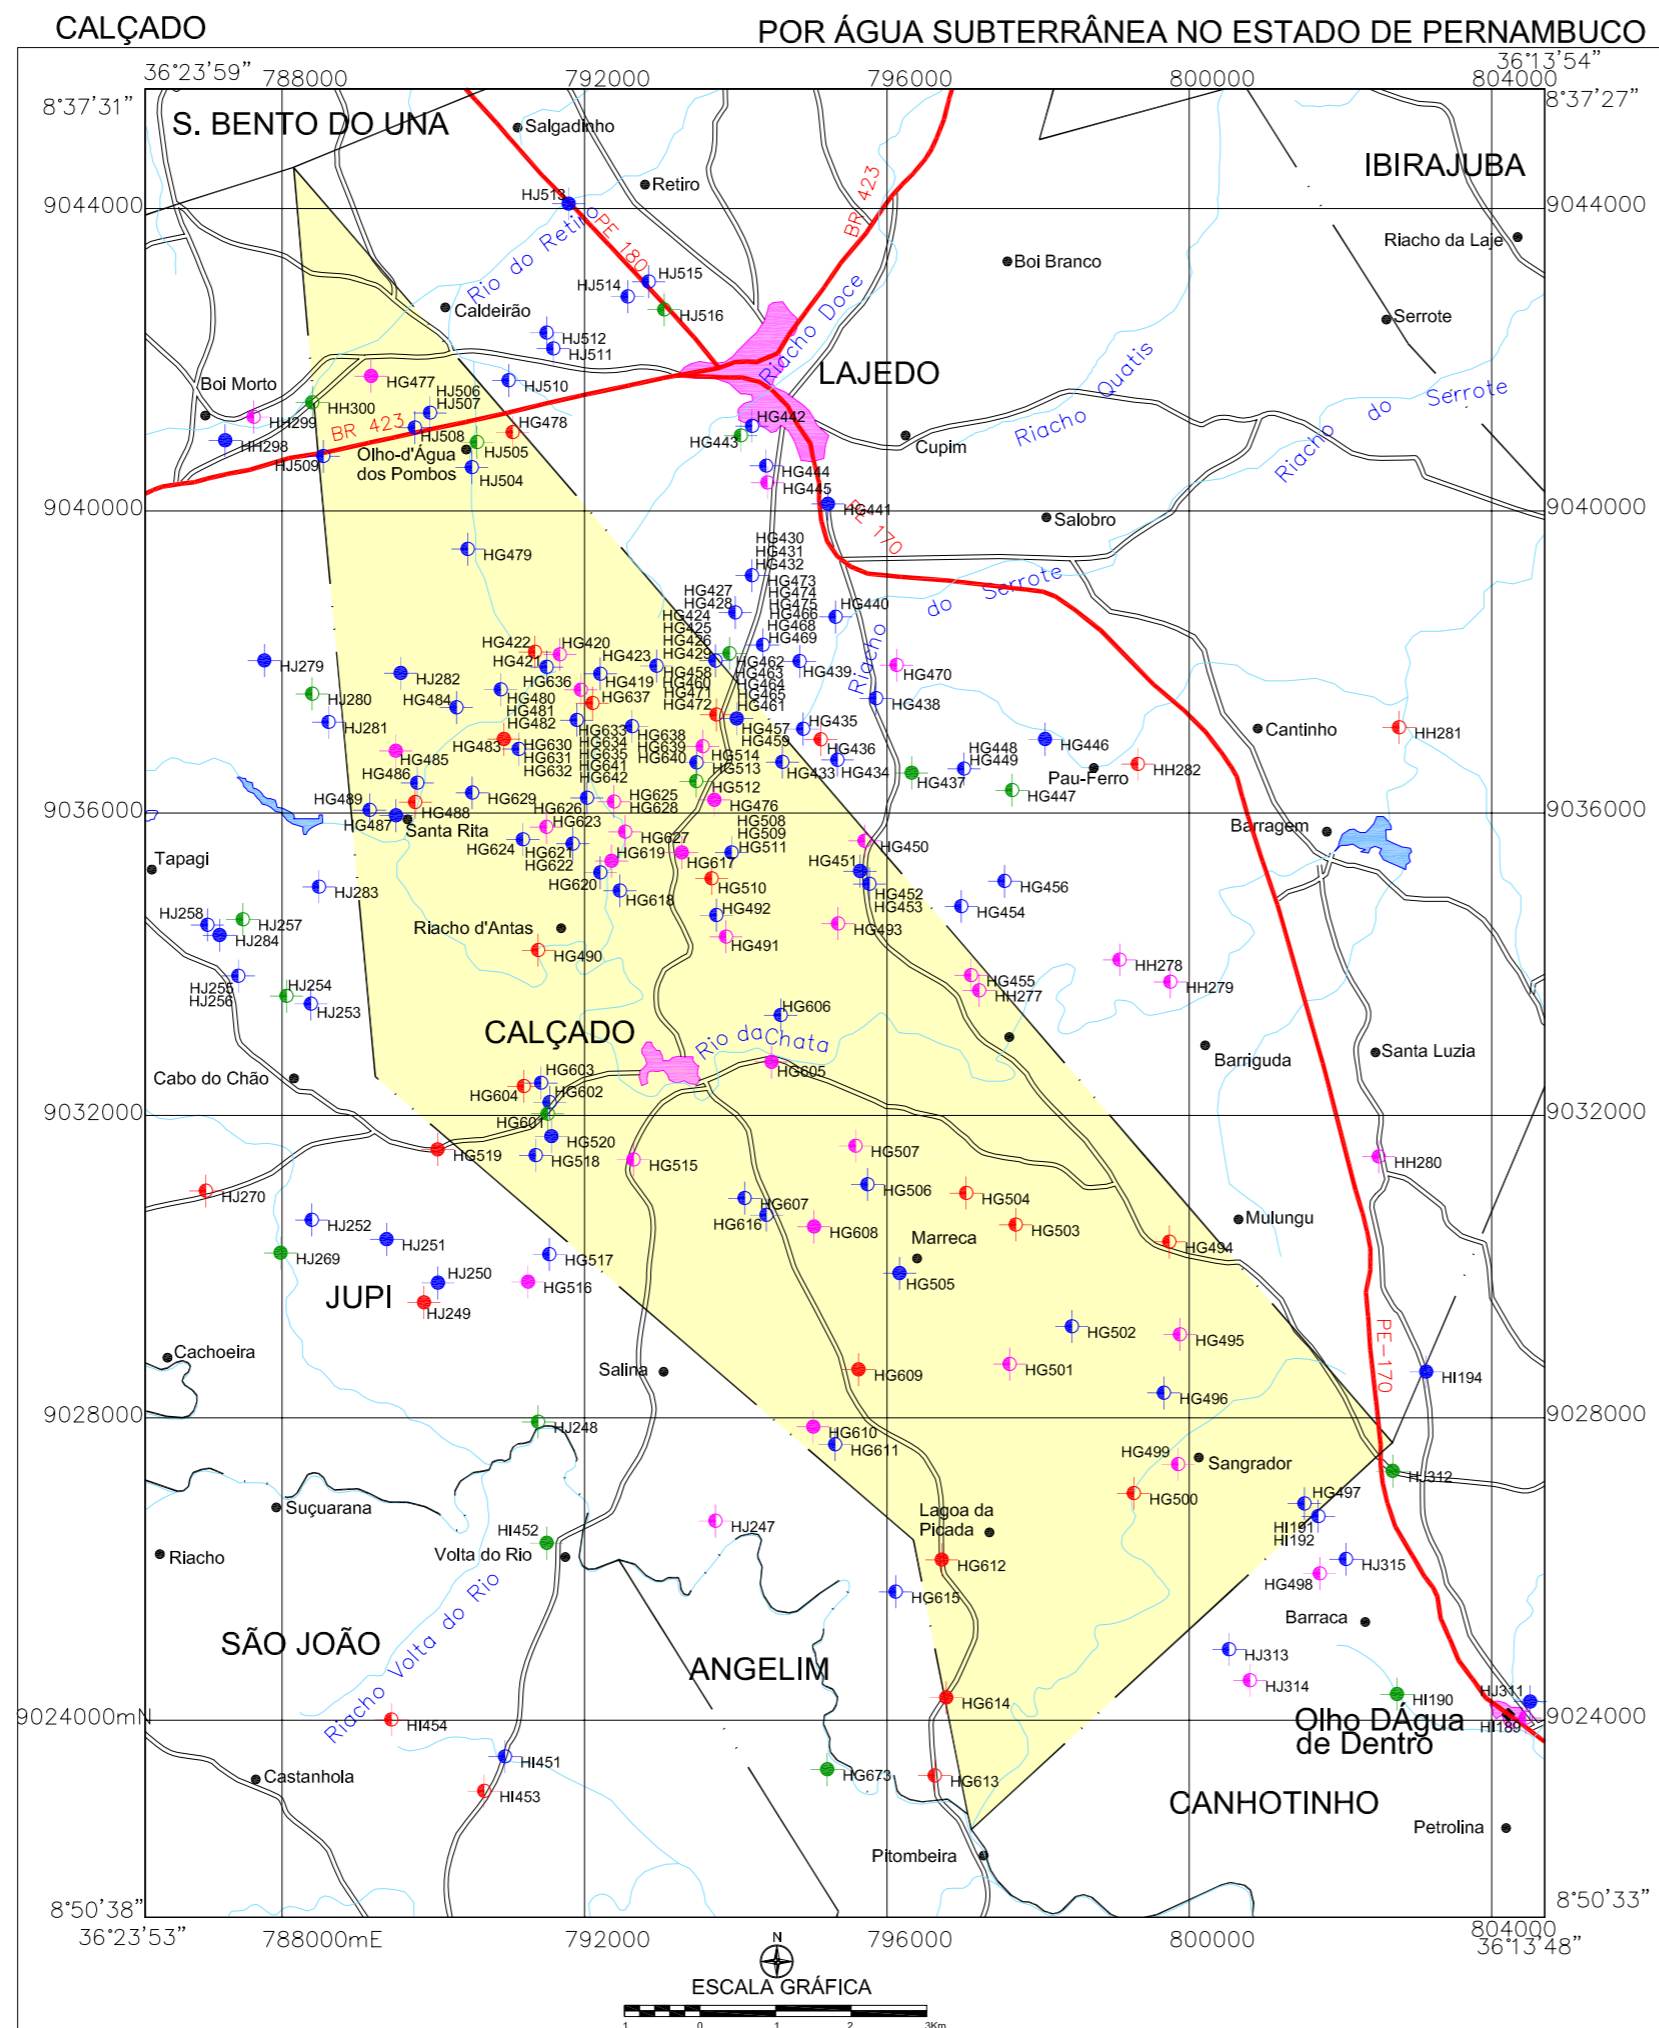 CALÇADO
POR ÁGUA SUBTERRÂNEA NO ESTADO DE PERNAMBUCO
36°23'59"
788000
792000
796000
800000
36°13'54"
804000
8°37'31"
8°37'27"
S. BENTO DO UNA
Salgadinho
IBIRAJUBA
Retiro
HJ513
9044000
9044000
BR 423
PE 180
Rio do Retiro
Riacho da Laje
Boi Branco
HJ515
HJ514
HJ516
Caldeirão
Riacho Doce
Serrote
HJ512
HJ511
LAJEDO
Riacho Quatis
Riacho do Serrote
Boi Morto
HG477
HJ506
HJ507
HJ510
HH300
HH299
BR 423
HJ508
HG478
HG442
HG443
Cupim
HH298
HJ509
Olho-d'Água
dos Pombos
HJ505
HJ504
HG444
HG445
9040000
HG441
PE 170
Salobro
9040000
HG479
HG430
HG431
HG432
HG473
HG474
HG475
HG466
HG468
HG469
HG427
HG428
HG424
HG425
HG426
HG429
HG440
Riacho do Serrote
HG422
HG420
HG421
HG423
HG458
HG460
HG471
HG472
HG462
HG463
HG464
HG465
HG461
HG439
HG470
HJ279
HJ282
HJ280
HJ281
HG484
HG636
HG480
HG481
HG482
HG419
HG637
HG438
HG457
HG459
HG435
HG436
HG483
HG485
HG630
HG631
HG632
HG633
HG634
HG635
HG641
HG642
HG638
HG639
HG640
HG514
HG513
HG433
HG434
HG448
HG449
HG437
HG446
Pau-Ferro
Cantinho
HH281
HH282
HG447
HG486
HG489
HG488
HG487
Santa Rita
HG629
HG626
HG625
HG628
HG512
HG476
9036000
9036000
HG623
HG624
HG621
HG622
HG627
HG619
HG617
HG508
HG509
HG511
HG450
HG451
Barragem
Tapagi
HJ283
HG620
HG618
HG510
HG452
HG453
HG456
HG454
HJ258
HJ257
HJ284
Riacho d'Antas
HG492
HG491
HG493
HG490
HJ255
HJ256
HJ254
HJ253
HG455
HH277
HH278
HH279
CALÇADO
HG606
Rio da Chata
HG605
Barriguda
Santa Luzia
Cabo do Chão
HG603
HG604
HG602
HG601
9032000
9032000
HG520
HG519
HG518
HG515
HG507
HH280
HJ270
HG506
HG504
HG607
HG616
HG608
HG503
Mulungu
HJ252
HJ251
HJ269
HG517
Marreca
HG494
HJ250
HG516
HG505
JUPI
HJ249
HG502
HG495
PE-170
Cachoeira
Salina
HG609
HG501
HI194
HG496
9028000
9028000
HJ248
HG610
HG611
HG499
Sangrador
HJ312
Suçuarana
HG500
HG497
HI191
HI192
HJ247
Lagoa da
Picada
HI452
Riacho
Volta do Rio
HG612
HJ315
HG498
HG615
Barraca
Riacho Volta do Rio
SÃO JOÃO
ANGELIM
HJ313
HJ314
HG614
HI190
HJ311
9024000mN
9024000
HI454
Olho DÁgua
de Dentro
HI189
HI451
HI453
Castanhola
HG673
HG613
CANHOTINHO
Petrolina
Pitombeira
8°50'38"
8°50'33"
36°23'53"
788000mE
792000
796000
800000
804000
36°13'48"
N
ESCALA GRÁFICA
1 0 1 2 3Km